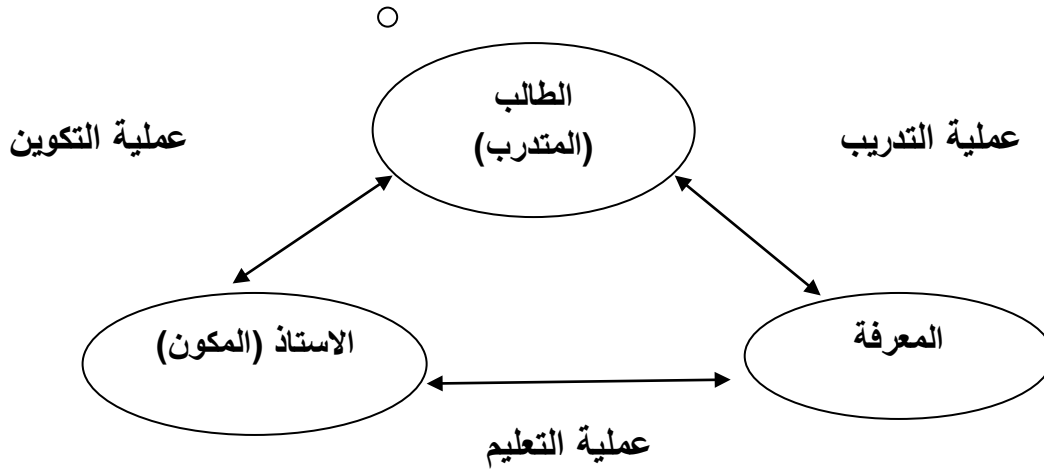 الطالب
(المتدرب)
عملية التدريب
عملية التكوين
المعرفة
الاستاذ (المكون)
عملية التعليم